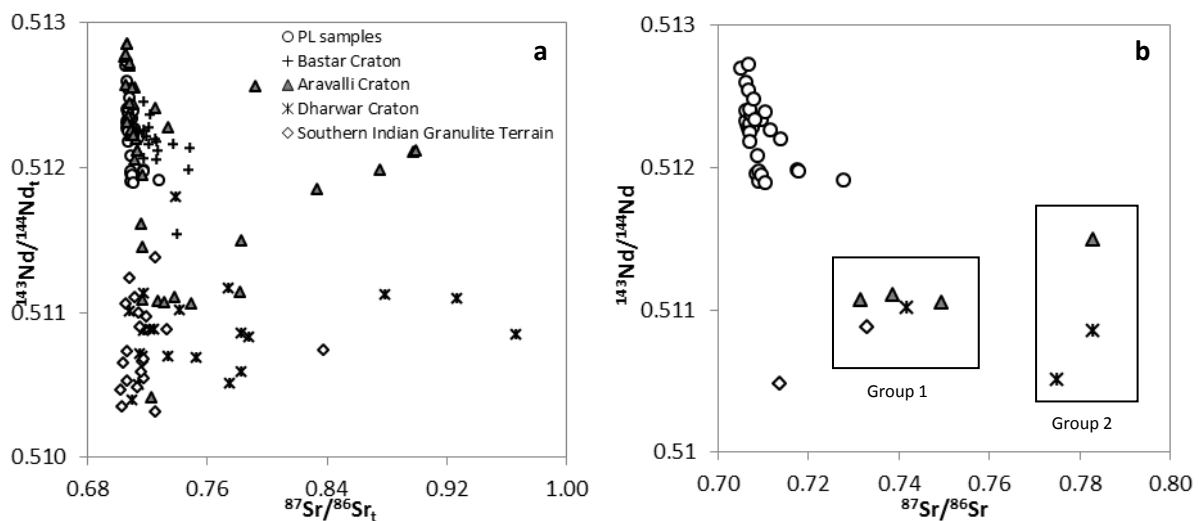 a
PL samples
Bastar Craton
Aravalli Craton
Dharwar Craton
Southern Indian Granulite Terrain
0.513
0.512
0.511
0.510
¹⁴³Nd/¹⁴⁴Ndₜ
0.68 0.76 0.84 0.92 1.00
⁸⁷Sr/⁸⁶Srₜ
b
0.513
0.512
0.511
0.51
¹⁴³Nd/¹⁴⁴Nd
Group 1
Group 2
0.70 0.72 0.74 0.76 0.78 0.80
⁸⁷Sr/⁸⁶Sr